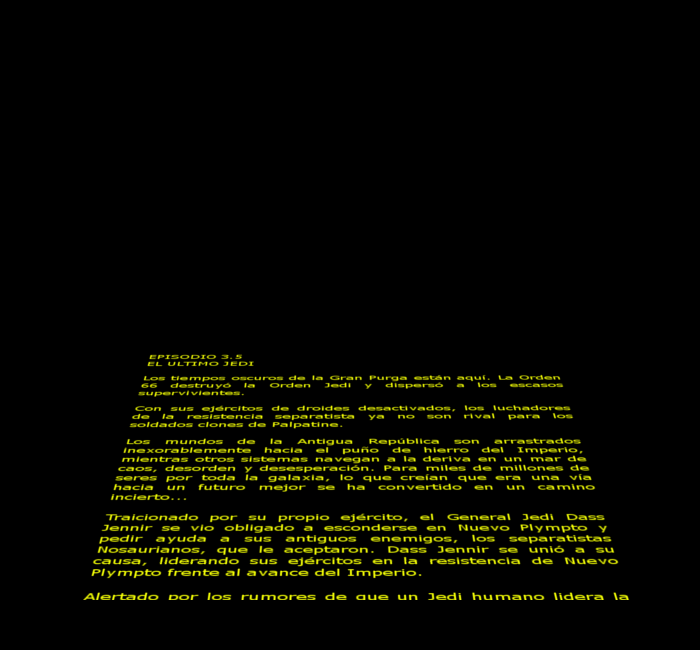 EPISODIO 3.5
EL ULTIMO JEDI
Los tiempos oscuros de la Gran Purga están aquí. La Orden
66 destruyó la Orden Jedi y dispersó a los escasos
supervivientes.
Con sus ejércitos de droides desactivados, los luchadores
de la resistencia separatista ya no son rival para los
soldados clones de Palpatine.
Los mundos de la Antigua República son arrastrados
inexorablemente hacia el puño de hierro del Imperio,
mientras otros sistemas navegan a la deriva en un mar de
caos, desorden y desesperación. Para miles de millones de
seres por toda la galaxia, lo que creían que era una vía
hacia un futuro mejor se ha convertido en un camino
incierto...
Traicionado por su propio ejército, el General Jedi Dass
Jennir se vio obligado a esconderse en Nuevo Plympto y
pedir ayuda a sus antiguos enemigos, los separatistas
Nosaurianos, que le aceptaron. Dass Jennir se unió a su
causa, liderando sus ejércitos en la resistencia de Nuevo
Plympto frente al avance del Imperio.
Alertado por los rumores de que un Jedi humano lidera la